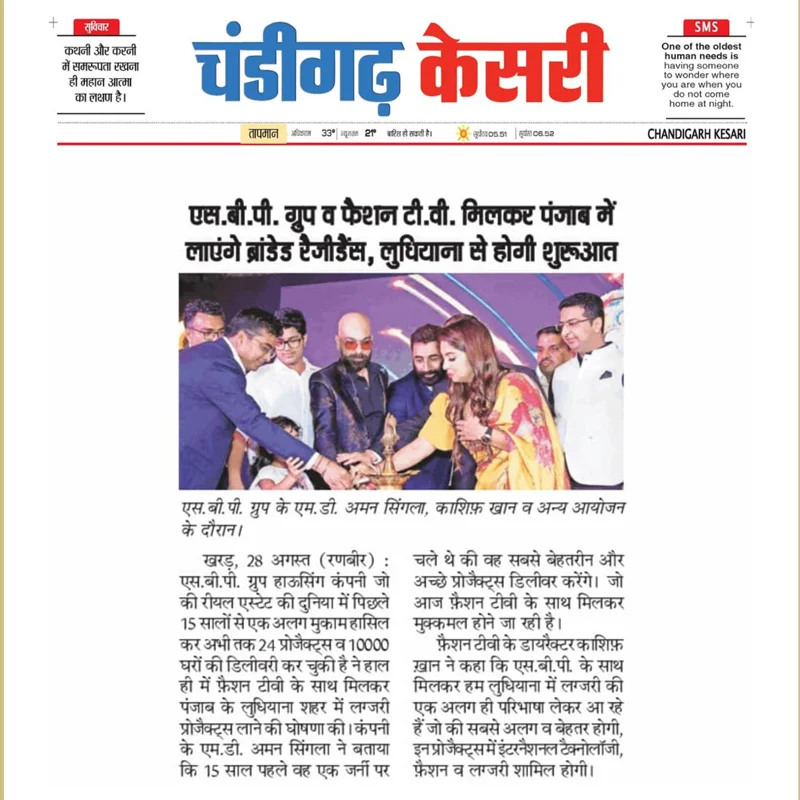 सुविचार
कथनी और करनी
में समरूपता रखना
ही महान आत्मा
का लक्षण है।
चंडीगढ़ केसरी
SMS
One of the oldest
human needs is
having someone
to wonder where
you are when you
do not come
home at night.
तापमान अधिकतम 33° न्यूनतम 21° बारिश हो सकती है। सूर्योदय 05.51 सूर्यास्त 06.52
CHANDIGARH KESARI
एस.बी.पी. ग्रुप व फैशन टी.वी. मिलकर पंजाब में
लाएंगे ब्रांडेड रैजीडैंस, लुधियाना से होगी शुरूआत
एस.बी.पी. ग्रुप के एम.डी. अमन सिंगला, काशिफ़ खान व अन्य आयोजन
के दौरान।
खरड़, 28 अगस्त (रणबीर) :
एस.बी.पी. ग्रुप हाऊसिंग कंपनी जो
की रीयल एस्टेट की दुनिया में पिछले
15 सालों से एक अलग मुकाम हासिल
कर अभी तक 24 प्रोजैक्ट्स व 10000
घरों की डिलीवरी कर चुकी है ने हाल
ही में फ़ैशन टीवी के साथ मिलकर
पंजाब के लुधियाना शहर में लग्जरी
प्रोजैक्ट्स लाने की घोषणा की। कंपनी
के एम.डी. अमन सिंगला ने बताया
कि 15 साल पहले वह एक जर्नी पर
चले थे की वह सबसे बेहतरीन और
अच्छे प्रोजैक्ट्स डिलीवर करेंगे। जो
आज फ़ैशन टीवी के साथ मिलकर
मुक्कमल होने जा रही है।
फ़ैशन टीवी के डायरैक्टर काशिफ़
ख़ान ने कहा कि एस.बी.पी. के साथ
मिलकर हम लुधियाना में लग्जरी की
एक अलग ही परिभाषा लेकर आ रहे
हैं जो की सबसे अलग व बेहतर होगी,
इन प्रोजैक्ट्स में इंटरनैशनल टैक्नोलॉजी,
फ़ैशन व लग्जरी शामिल होगी।